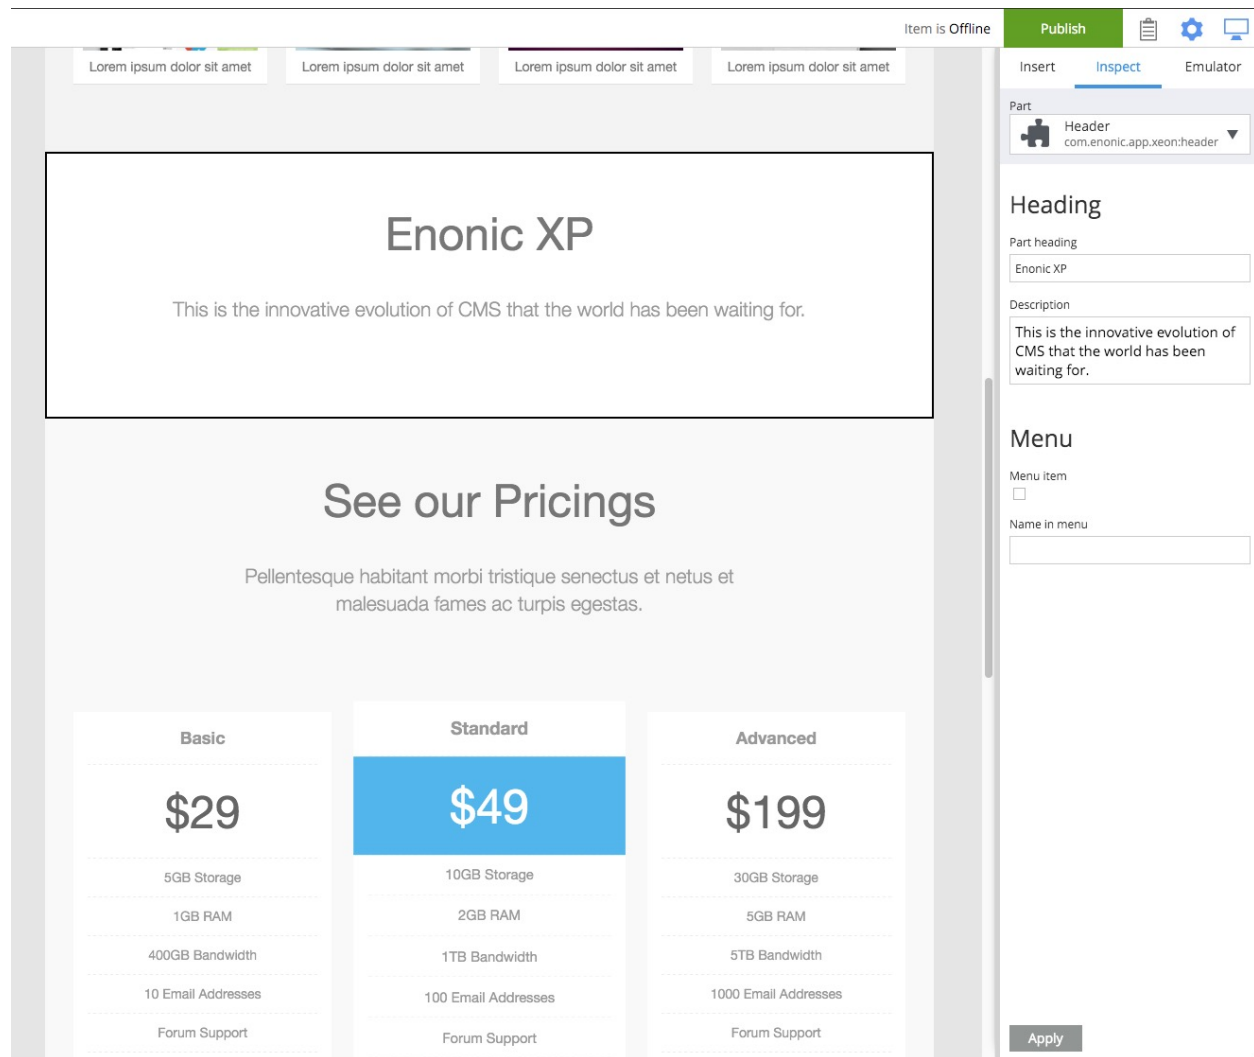 Item is Offline
Publish
Lorem ipsum dolor sit amet
Lorem ipsum dolor sit amet
Lorem ipsum dolor sit amet
Lorem ipsum dolor sit amet
Enonic XP
This is the innovative evolution of CMS that the world has been waiting for.
See our Pricings
Pellentesque habitant morbi tristique senectus et netus et
malesuada fames ac turpis egestas.
Basic
$29
5GB Storage
1GB RAM
400GB Bandwidth
10 Email Addresses
Forum Support
Standard
$49
10GB Storage
2GB RAM
1TB Bandwidth
100 Email Addresses
Forum Support
Advanced
$199
30GB Storage
5GB RAM
5TB Bandwidth
1000 Email Addresses
Forum Support
Insert
Inspect
Emulator
Part
Header
com.enonic.app.xeon:header
Heading
Part heading
Enonic XP
Description
This is the innovative evolution of
CMS that the world has been
waiting for.
Menu
Menu item
Name in menu
Apply